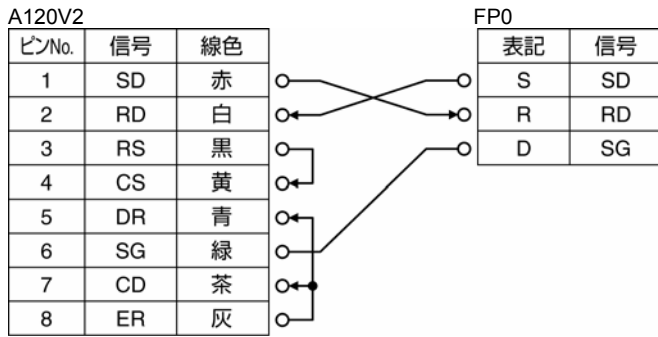 A120V2 FP0
ピンNo. 信号 線色 表記 信号
1 SD 赤 S SD
2 RD 白 R RD
3 RS 黒 D SG
4 CS 黄
5 DR 青
6 SG 緑
7 CD 茶
8 ER 灰